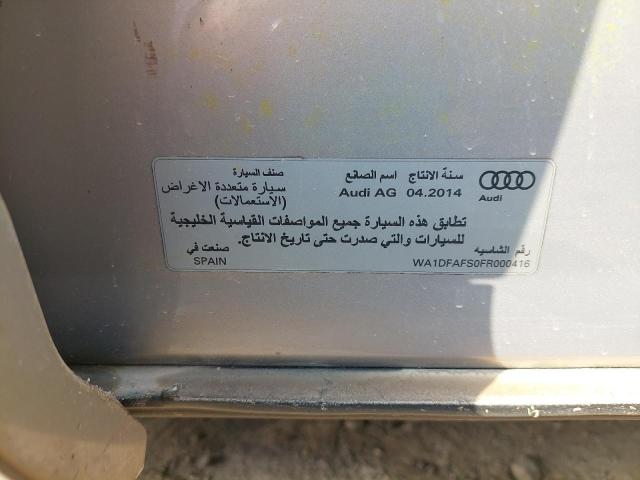 سنة الانتاج اسم الصانع صنف السيارة
Audi AG 04.2014 سيارة متعددة الاغراض
Audi (الاستعمالات)
تطابق هذه السيارة جميع المواصفات القياسية الخليجية
للسيارات والتي صدرت حتى تاريخ الانتاج.
رقم الشاسيه صنعت في
WA1DFAFS0FR000416 SPAIN